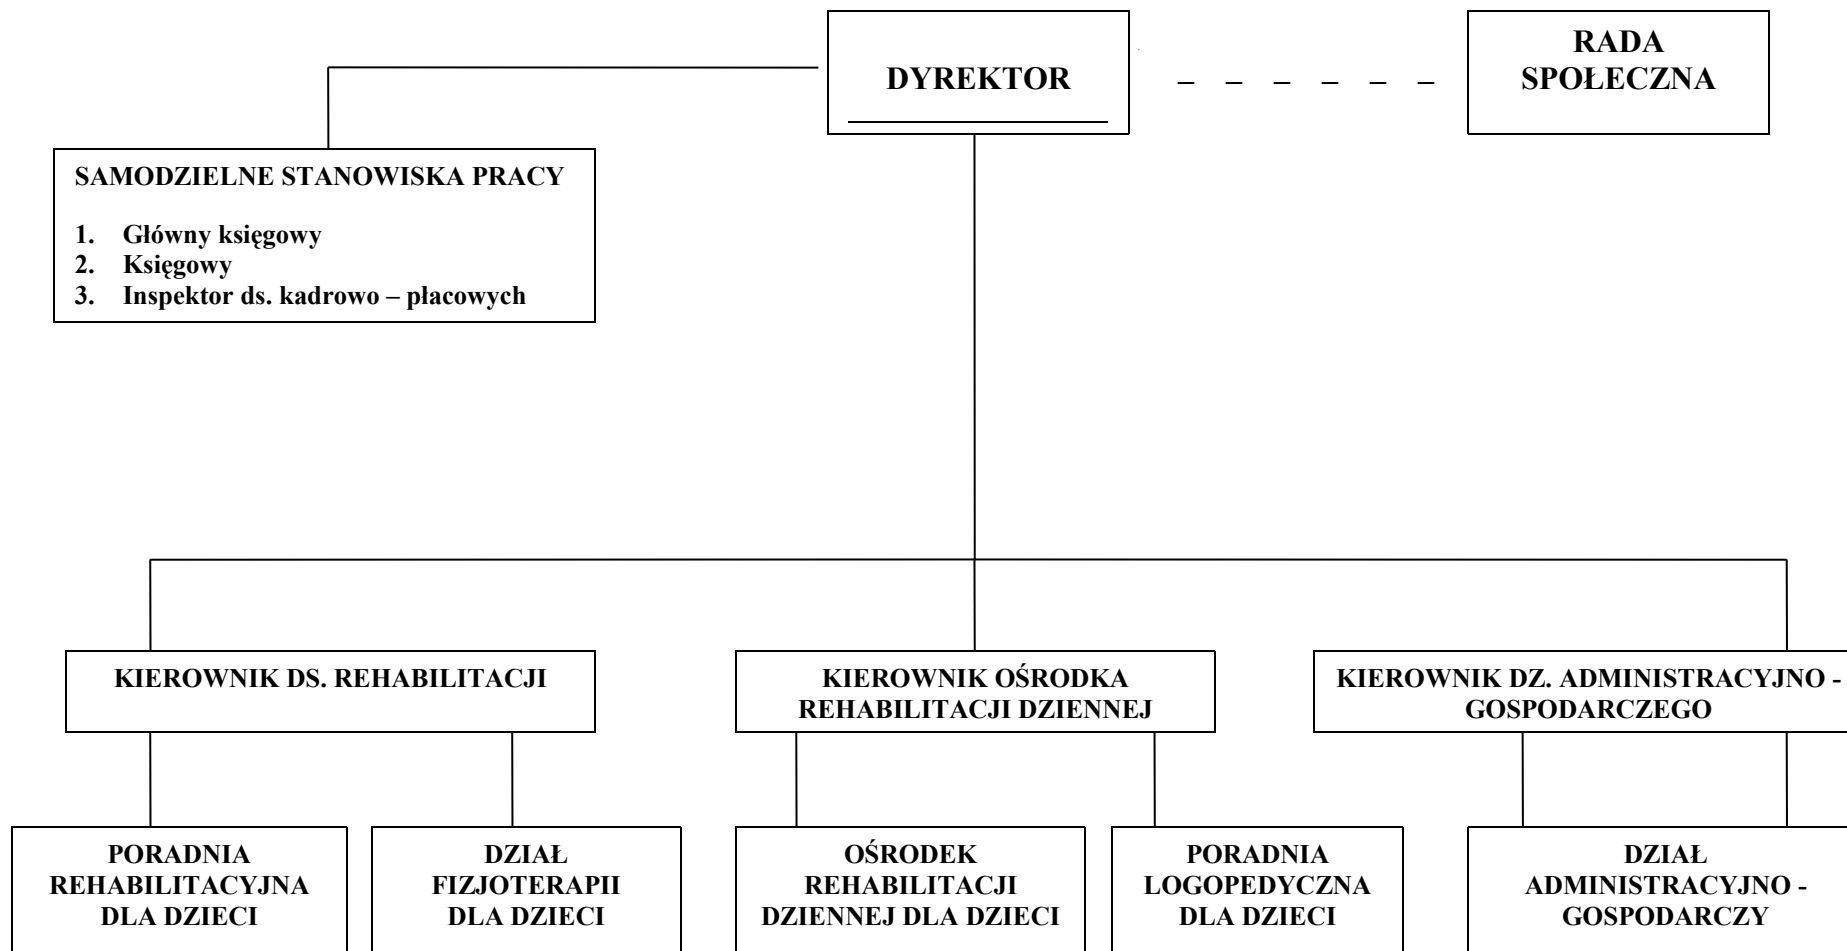 DYREKTOR
RADA
SPOŁECZNA
SAMODZIELNE STANOWISKA PRACY
1. Główny księgowy
2. Księgowy
3. Inspektor ds. kadrowo – płacowych
KIEROWNIK DS. REHABILITACJI
KIEROWNIK OŚRODKA
REHABILITACJI DZIENNEJ
KIEROWNIK DZ. ADMINISTRACYJNO -
GOSPODARCZEGO
PORADNIA
REHABILITACYJNA
DLA DZIECI
DZIAŁ
FIZJOTERAPII
DLA DZIECI
OŚRODEK
REHABILITACJI
DZIENNEJ DLA DZIECI
PORADNIA
LOGOPEDYCZNA
DLA DZIECI
DZIAŁ
ADMINISTRACYJNO -
GOSPODARCZY